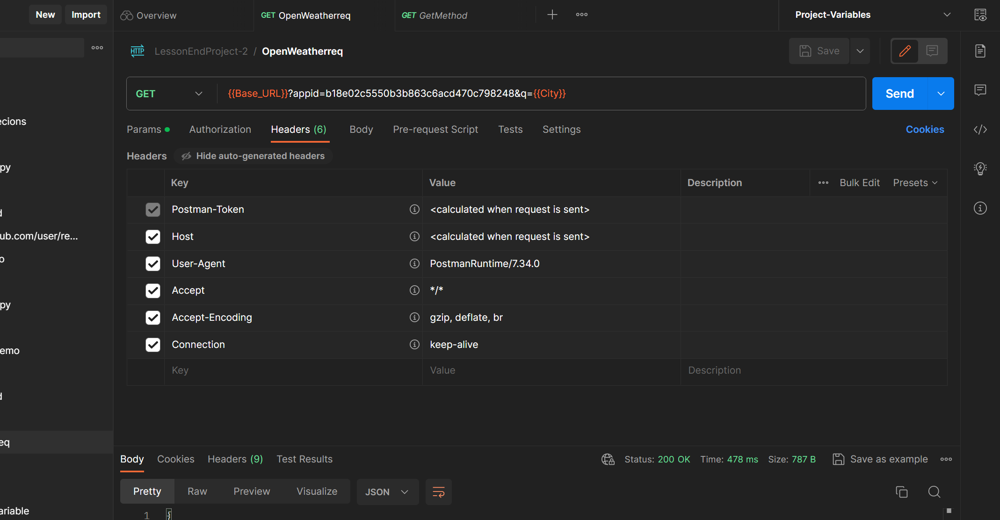 New Import Overview GET OpenWeatherreq GET GetMethod Project-Variables
LessonEndProject-2 / OpenWeatherreq Save
GET {{Base_URL}}?appid=b18e02c5550b3b863c6acd470c798248&q={{City}} Send
Params Authorization Headers (6) Body Pre-request Script Tests Settings Cookies
Headers Hide auto-generated headers
Key Value Description Bulk Edit Presets
Postman-Token <calculated when request is sent>
Host <calculated when request is sent>
User-Agent PostmanRuntime/7.34.0
Accept */*
Accept-Encoding gzip, deflate, br
Connection keep-alive
Key Value Description
ecions
py
d
ub.com/user/re...
o
py
emo
d
eq
ariable
Body Cookies Headers (9) Test Results Status: 200 OK Time: 478 ms Size: 787 B Save as example
Pretty Raw Preview Visualize JSON
1 {